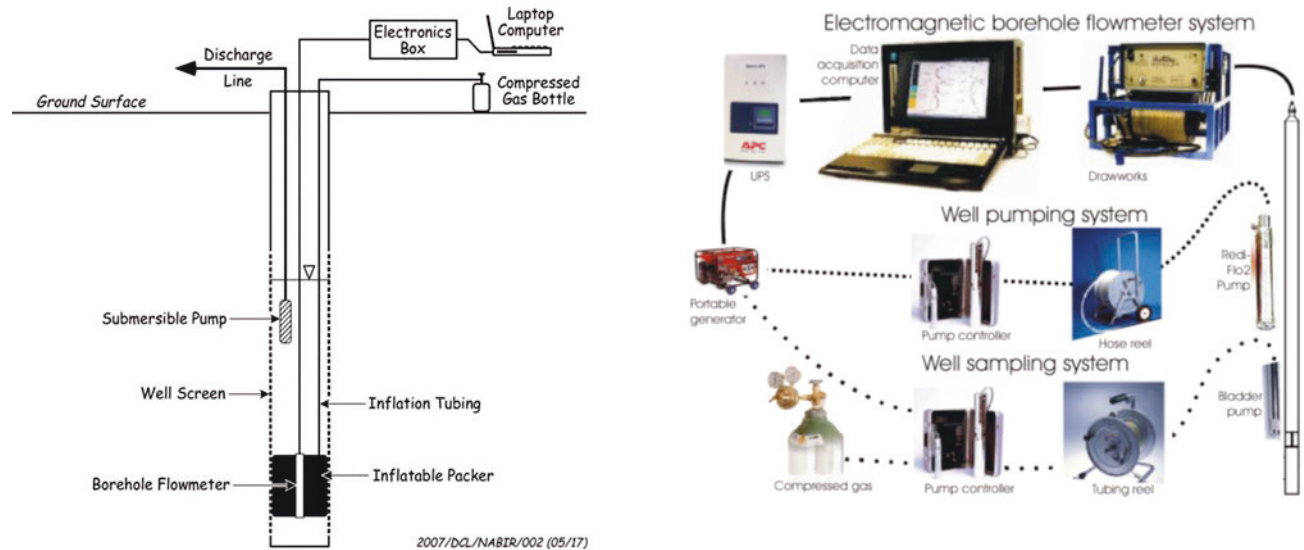 Laptop
Computer
Electronics
Box
Discharge
Line
Compressed
Gas Bottle
Ground Surface
Submersible Pump
Well Screen
Inflation Tubing
Borehole Flowmeter
Inflatable Packer
2007/DCL/NABIR/002 (05/17)
Electromagnetic borehole flowmeter system
Data
acquisition
computer
APC
UPS
Drawworks
Well pumping system
Portable
generator
Pump controller
Hose reel
Redi-
Flo2
Pump
Well sampling system
Compressed gas
Pump controller
Tubing reel
Bladder
pump